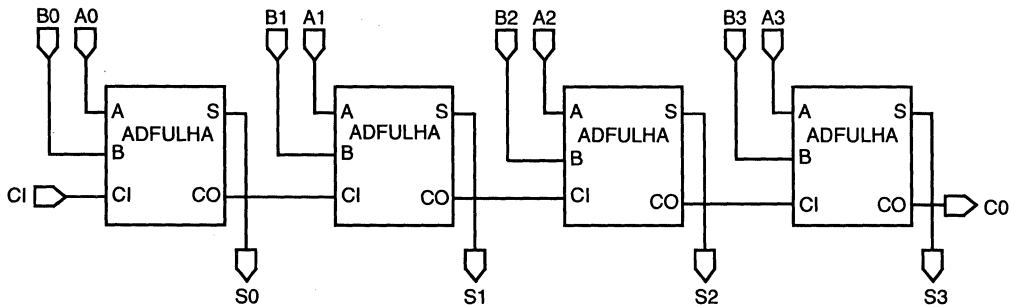 B0 A0 B1 A1 B2 A2 B3 A3
A S A S A S A S
ADFULHA ADFULHA ADFULHA ADFULHA
B B B B
CI CI CO CI CO CI CO CI CO C0
S0 S1 S2 S3